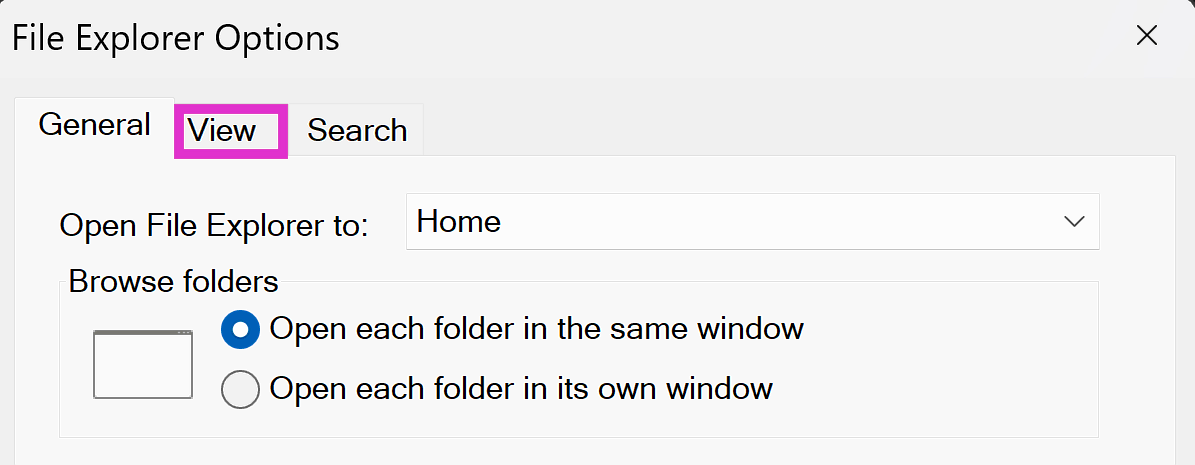 File Explorer Options
General View Search
Open File Explorer to: Home
Browse folders
Open each folder in the same window
Open each folder in its own window